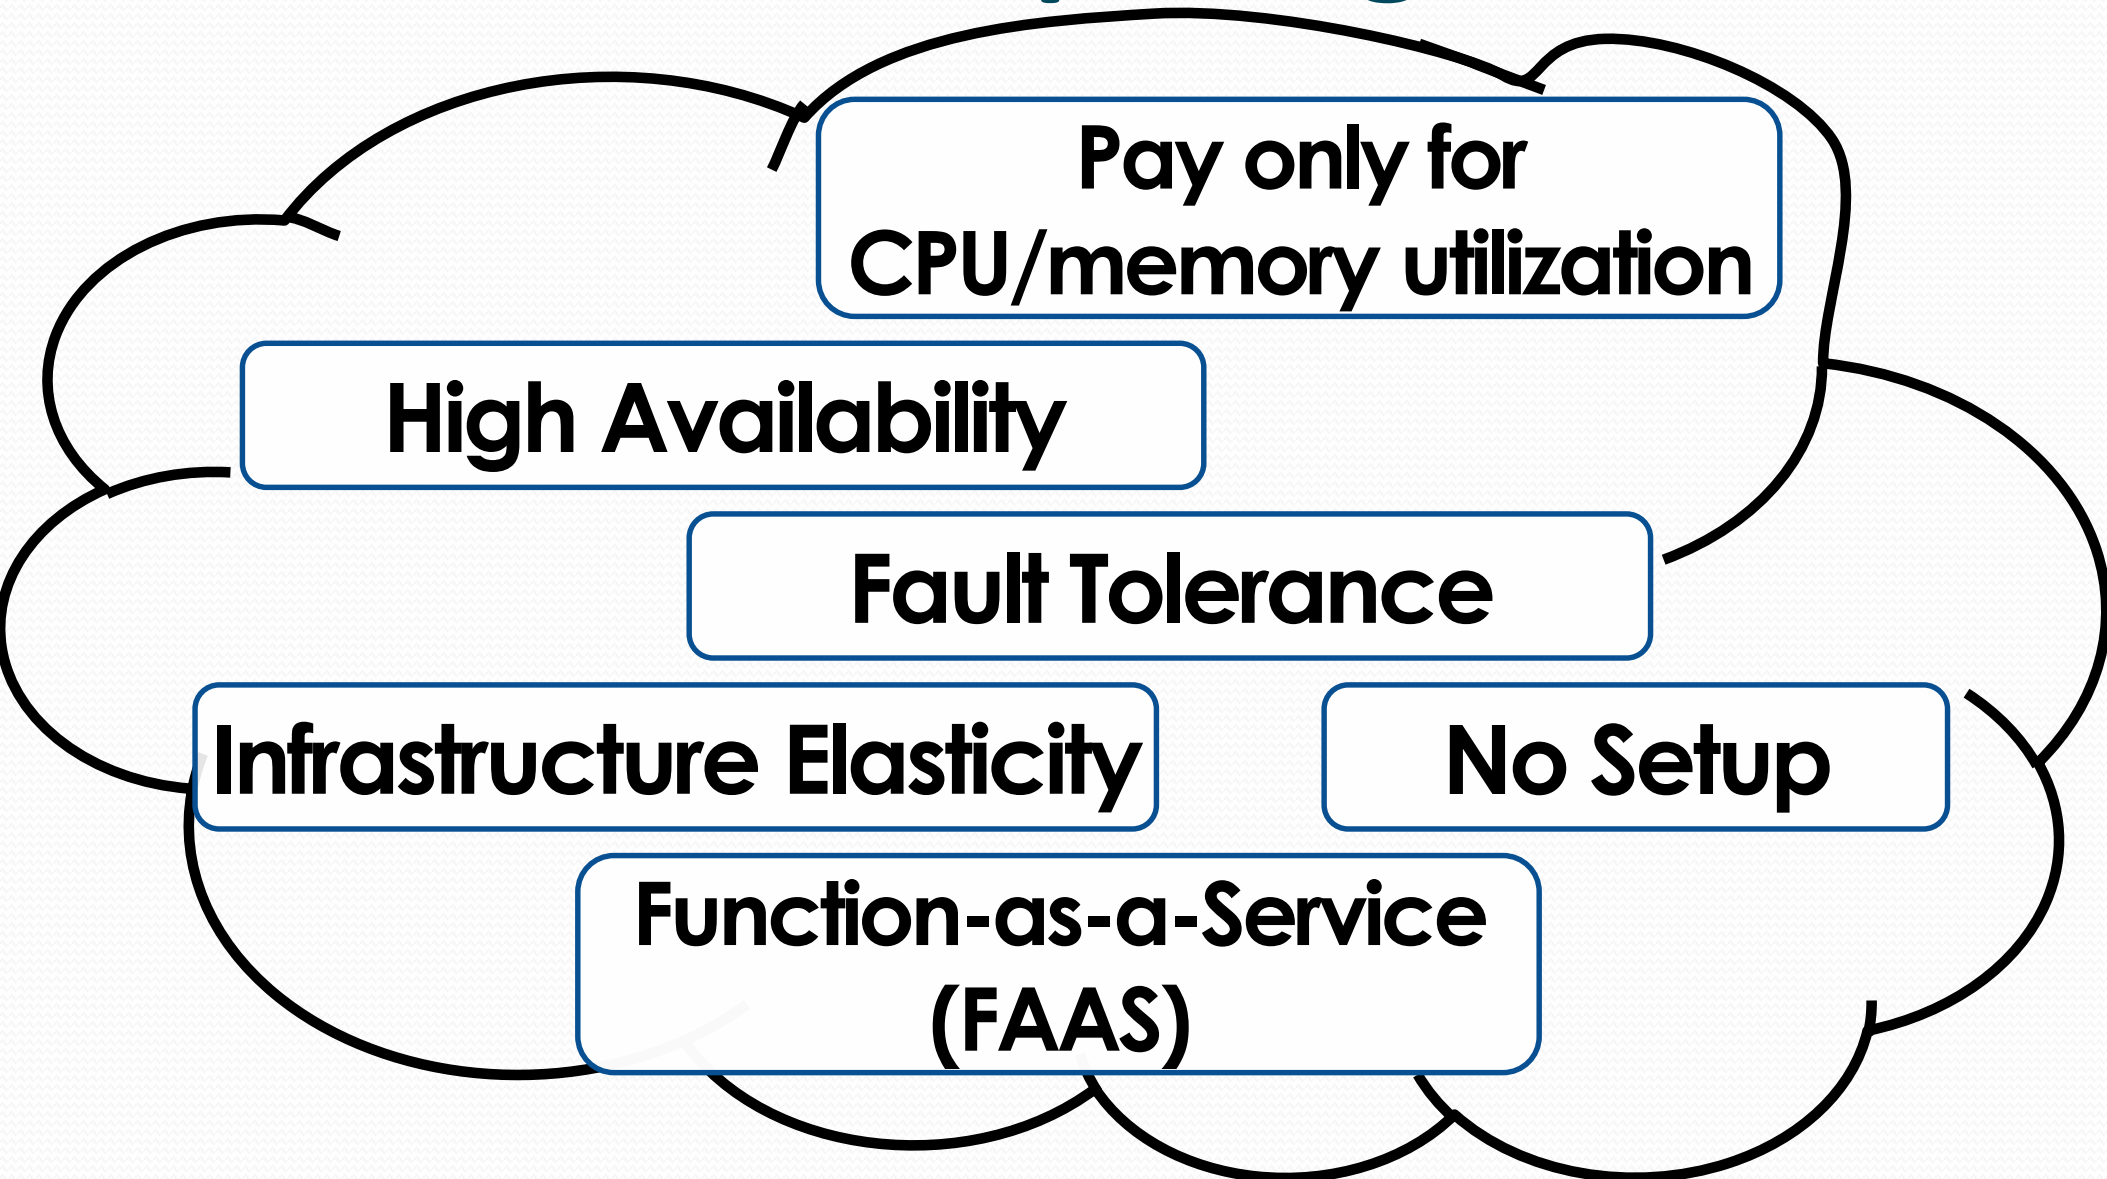 Pay only for
CPU/memory utilization
High Availability
Fault Tolerance
Infrastructure Elasticity
No Setup
Function-as-a-Service
(FAAS)